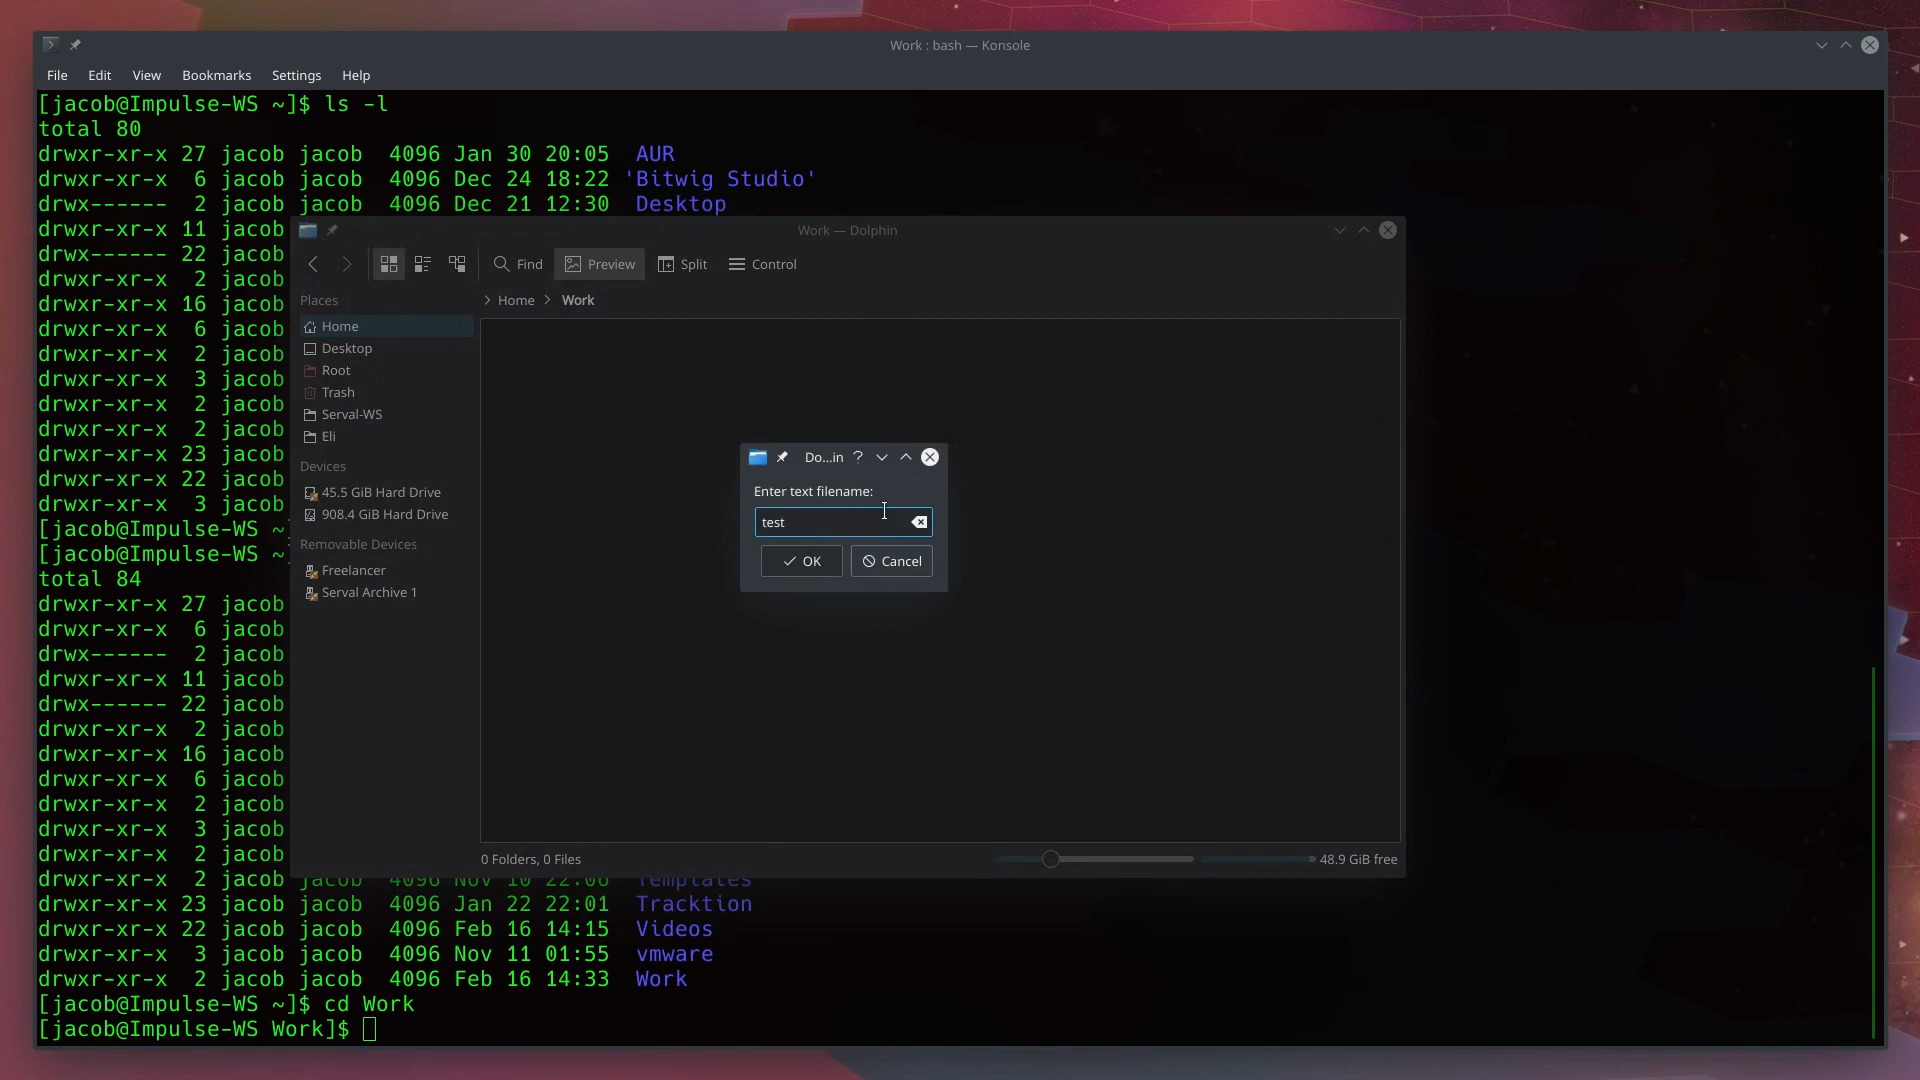 Work : bash — Konsole
File Edit View Bookmarks Settings Help
[jacob@Impulse-WS ~]$ ls -l
total 80
drwxr-xr-x 27 jacob jacob 4096 Jan 30 20:05 AUR
drwxr-xr-x 6 jacob jacob 4096 Dec 24 18:22 'Bitwig Studio'
drwx------ 2 jacob jacob 4096 Dec 21 12:30 Desktop
drwxr-xr-x 11 jacob
drwx------ 22 jacob
drwxr-xr-x 2 jacob
drwxr-xr-x 16 jacob
drwxr-xr-x 6 jacob
drwxr-xr-x 2 jacob
drwxr-xr-x 3 jacob
drwxr-xr-x 2 jacob
drwxr-xr-x 2 jacob
drwxr-xr-x 23 jacob
drwxr-xr-x 22 jacob
drwxr-xr-x 3 jacob
[jacob@Impulse-WS ~]
[jacob@Impulse-WS ~]
total 84
drwxr-xr-x 27 jacob
drwxr-xr-x 6 jacob
drwx------ 2 jacob
drwxr-xr-x 11 jacob
drwx------ 22 jacob
drwxr-xr-x 2 jacob
drwxr-xr-x 16 jacob
drwxr-xr-x 6 jacob
drwxr-xr-x 2 jacob
drwxr-xr-x 3 jacob
drwxr-xr-x 2 jacob
drwxr-xr-x 2 jacob jacob 4096 Nov 10 22:06 Templates
drwxr-xr-x 23 jacob jacob 4096 Jan 22 22:01 Tracktion
drwxr-xr-x 22 jacob jacob 4096 Feb 16 14:15 Videos
drwxr-xr-x 3 jacob jacob 4096 Nov 11 01:55 vmware
drwxr-xr-x 2 jacob jacob 4096 Feb 16 14:33 Work
[jacob@Impulse-WS ~]$ cd Work
[jacob@Impulse-WS Work]$
Work — Dolphin
Find Preview Split Control
Places
Home
Desktop
Root
Trash
Serval-WS
Eli
Devices
45.5 GiB Hard Drive
908.4 GiB Hard Drive
Removable Devices
Freelancer
Serval Archive 1
> Home > Work
Do...in ?
Enter text filename:
test
OK Cancel
0 Folders, 0 Files
48.9 GiB free